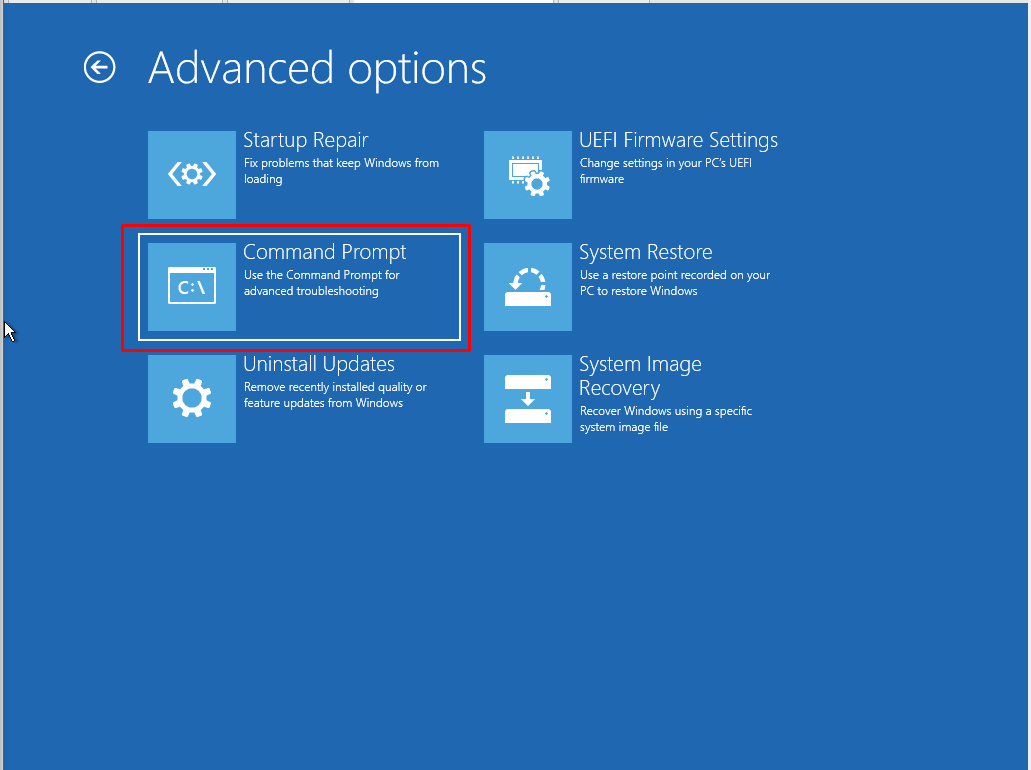 Advanced options
Startup Repair
Fix problems that keep Windows from
loading
UEFI Firmware Settings
Change settings in your PC's UEFI
firmware
C:\
Command Prompt
Use the Command Prompt for
advanced troubleshooting
System Restore
Use a restore point recorded on your
PC to restore Windows
Uninstall Updates
Remove recently installed quality or
feature updates from Windows
System Image
Recovery
Recover Windows using a specific
system image file